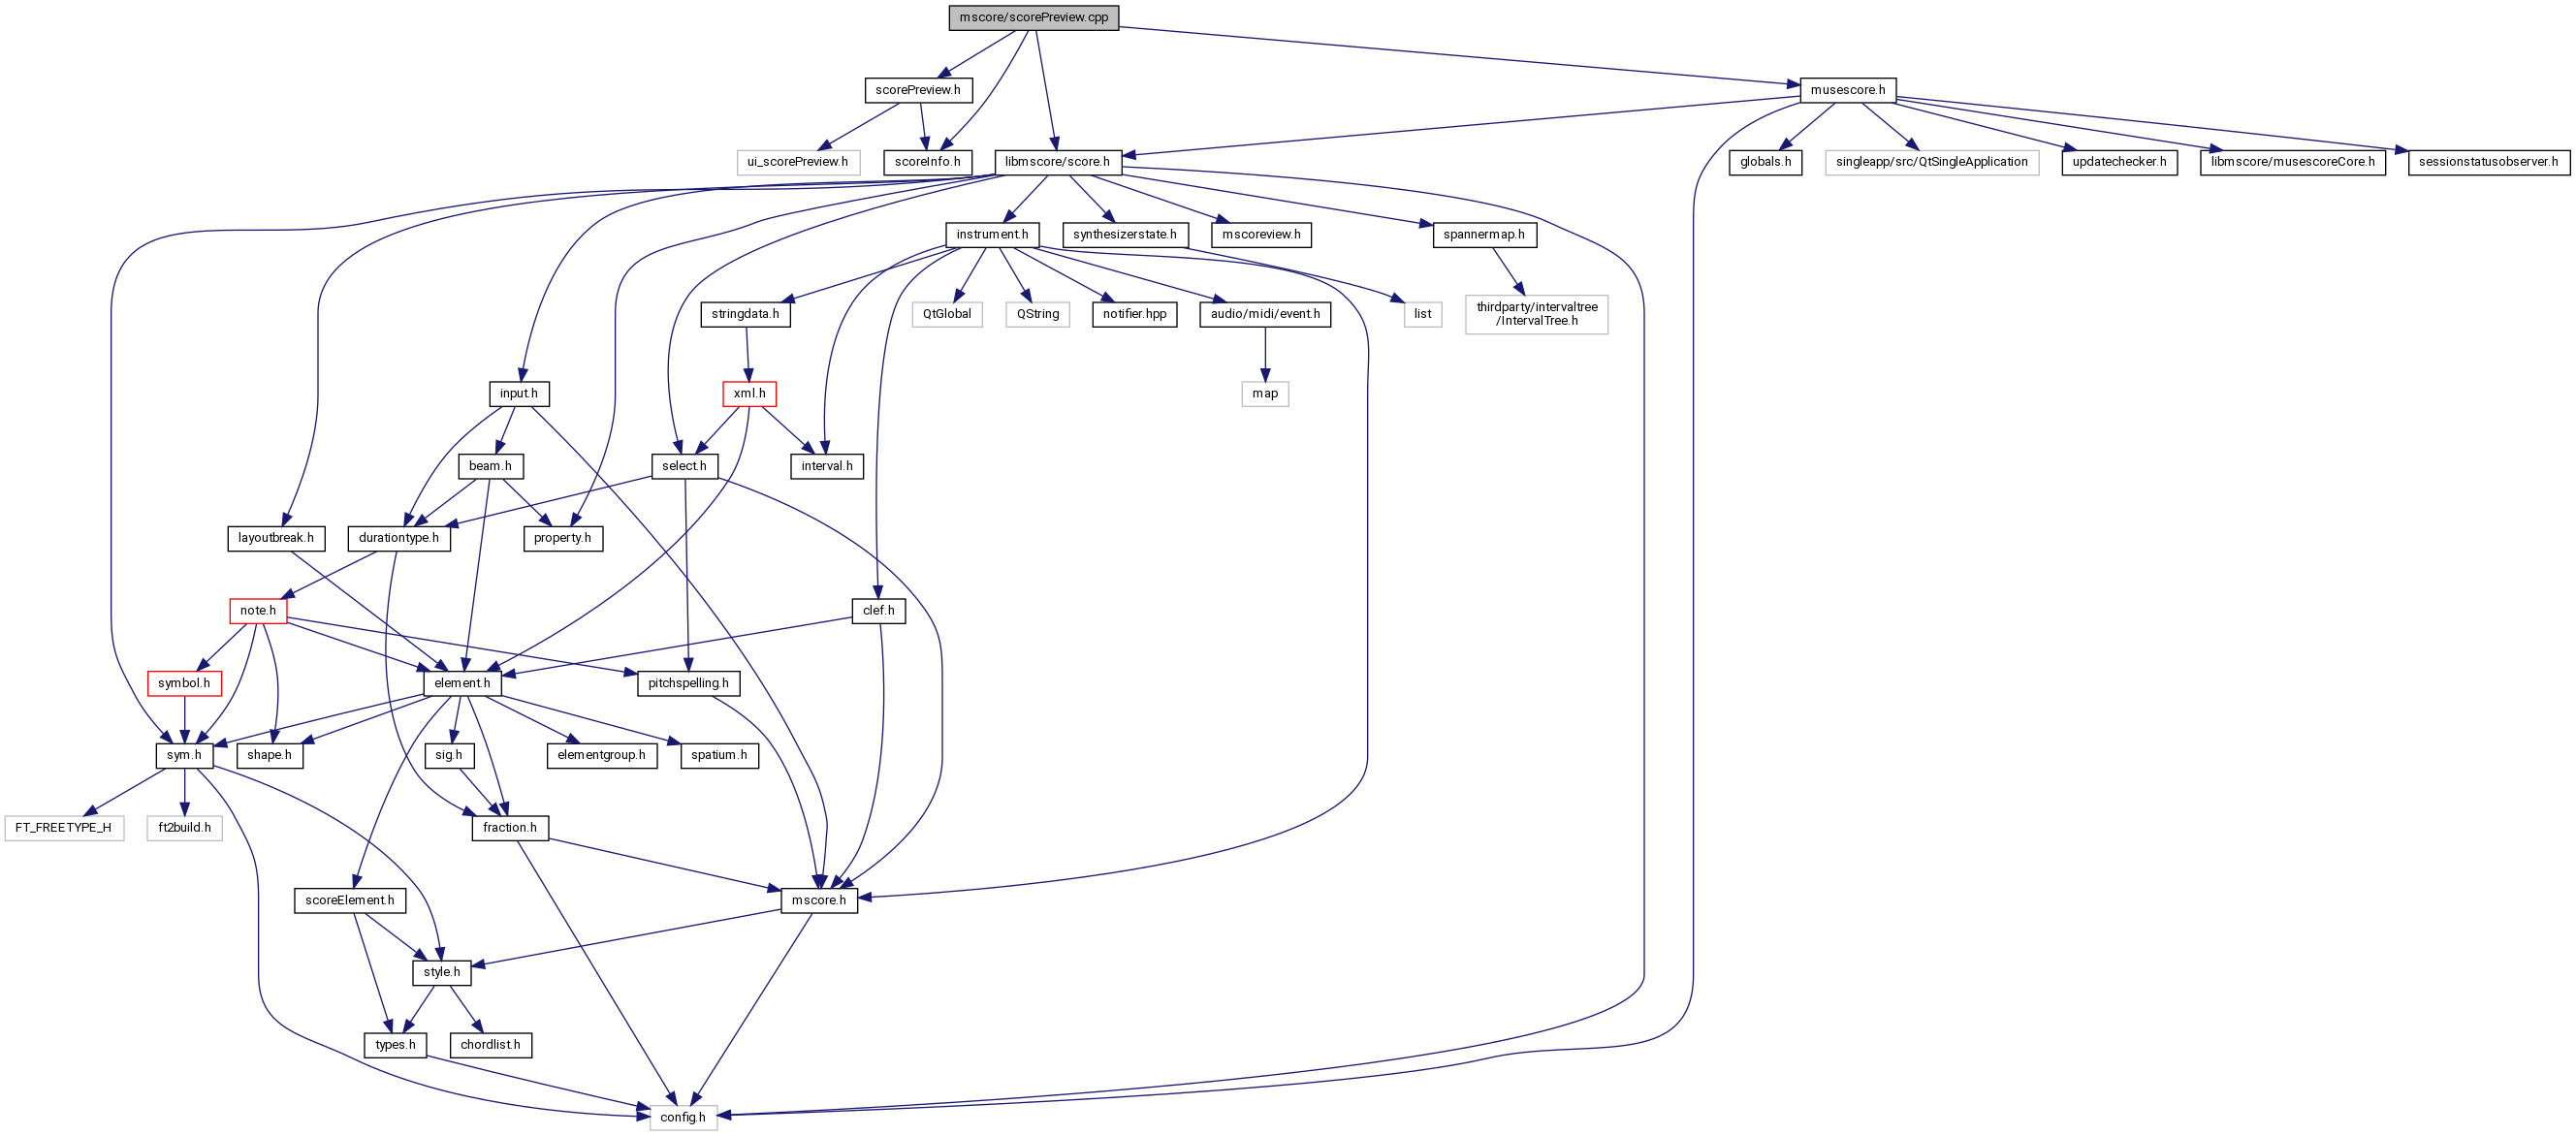 mscore/scorePreview.cpp
scorePreview.h
musescore.h
ui_scorePreview.h
scoreInfo.h
libmscore/score.h
globals.h
singleapp/src/QtSingleApplication
updatechecker.h
libmscore/musescoreCore.h
sessionstatusobserver.h
instrument.h
synthesizerstate.h
mscoreview.h
spannermap.h
stringdata.h
QtGlobal
QString
notifier.hpp
audio/midi/event.h
list
thirdparty/intervaltree
/IntervalTree.h
input.h
xml.h
map
beam.h
select.h
interval.h
layoutbreak.h
durationtype.h
property.h
note.h
clef.h
symbol.h
element.h
pitchspelling.h
sym.h
shape.h
sig.h
elementgroup.h
spatium.h
FT_FREETYPE_H
ft2build.h
fraction.h
scoreElement.h
mscore.h
style.h
types.h
chordlist.h
config.h